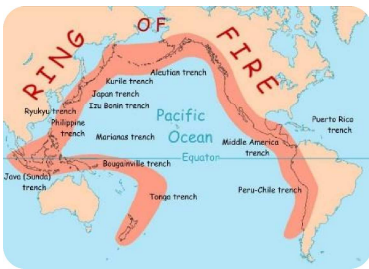 RING OF FIRE
Aleutian trench
Kurile trench
Japan trench
Izu Bonin trench
Ryukyu trench
Philippine
trench
Marianas trench
Pacific
Ocean
Equator
Puerto Rico
trench
Middle America
trench
Bougainville trench
Java (Sunda)
trench
Tonga trench
Peru-Chile trench